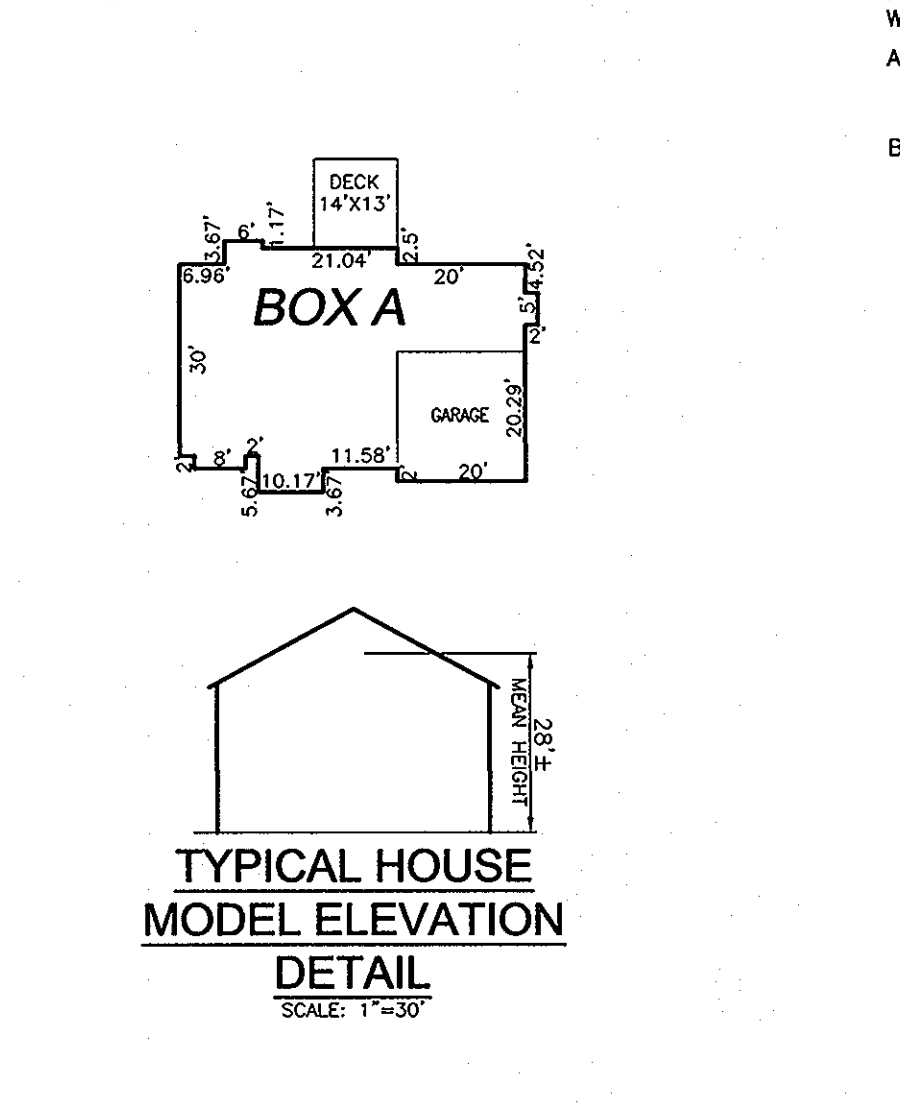 W
A
B
DECK
14'X13'
3.67'
6'
1.17'
2.5'
6.96'
21.04'
20'
4.52'
BOX A
5'
2'
30'
GARAGE
20.29'
2'
8'
2'
11.58'
2'
20'
5.67'
10.17'
3.67'
28'±
MEAN HEIGHT
TYPICAL HOUSE
MODEL ELEVATION
DETAIL
SCALE: 1"=30'